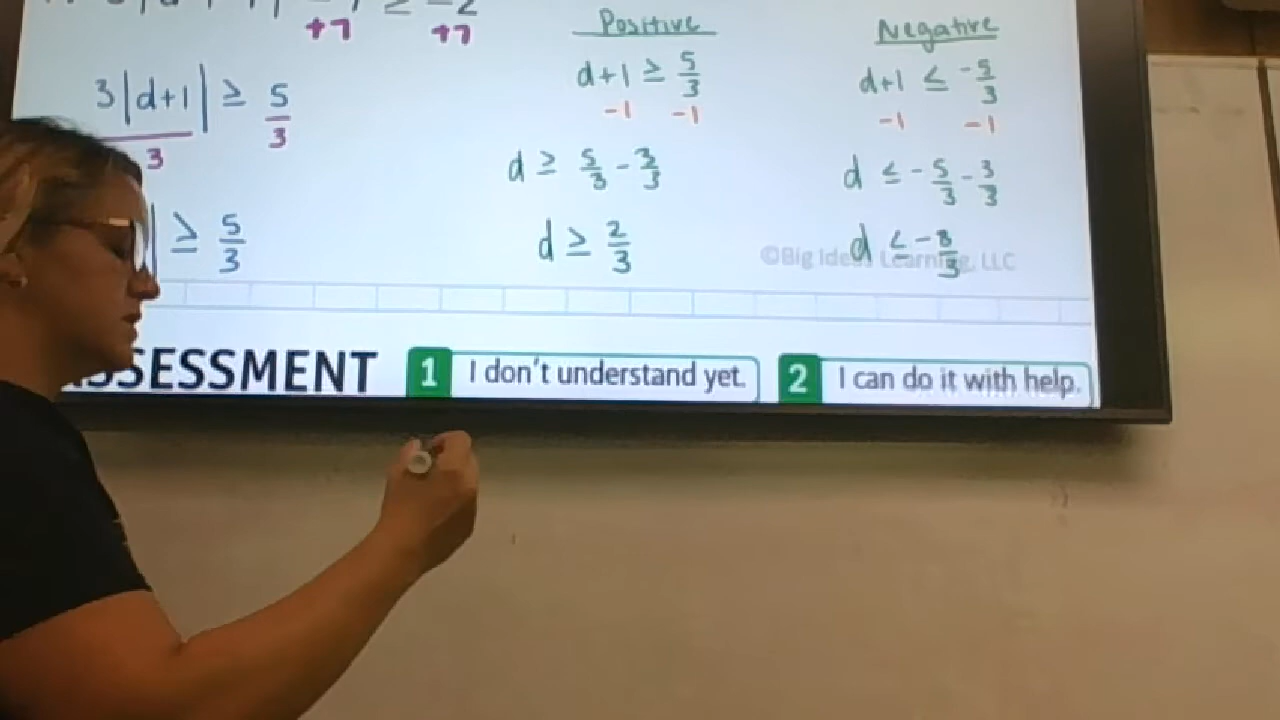 ≥ -2
+7 +7
3|d+1| ≥ 5
3 3
| ≥ 5/3
Positive
d+1 ≥ 5/3
-1 -1
d ≥ 5/3 - 3/3
d ≥ 2/3
Negative
d+1 ≤ -5/3
-1 -1
d ≤ -5/3 - 3/3
d ≤ -8/3
©Big Ideas Learning, LLC
SSESSMENT
1 I don't understand yet.
2 I can do it with help.